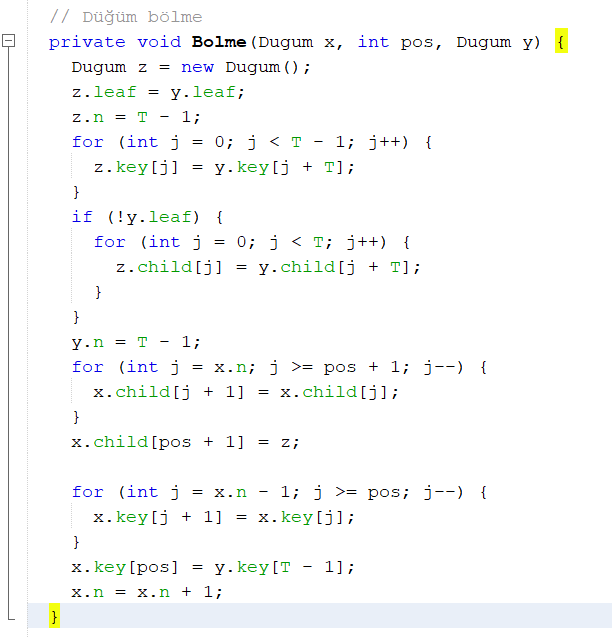 // Düğüm bölme
private void Bolme(Dugum x, int pos, Dugum y) {
Dugum z = new Dugum();
z.leaf = y.leaf;
z.n = T - 1;
for (int j = 0; j < T - 1; j++) {
z.key[j] = y.key[j + T];
}
if (!y.leaf) {
for (int j = 0; j < T; j++) {
z.child[j] = y.child[j + T];
}
}
y.n = T - 1;
for (int j = x.n; j >= pos + 1; j--) {
x.child[j + 1] = x.child[j];
}
x.child[pos + 1] = z;

for (int j = x.n - 1; j >= pos; j--) {
x.key[j + 1] = x.key[j];
}
x.key[pos] = y.key[T - 1];
x.n = x.n + 1;
}